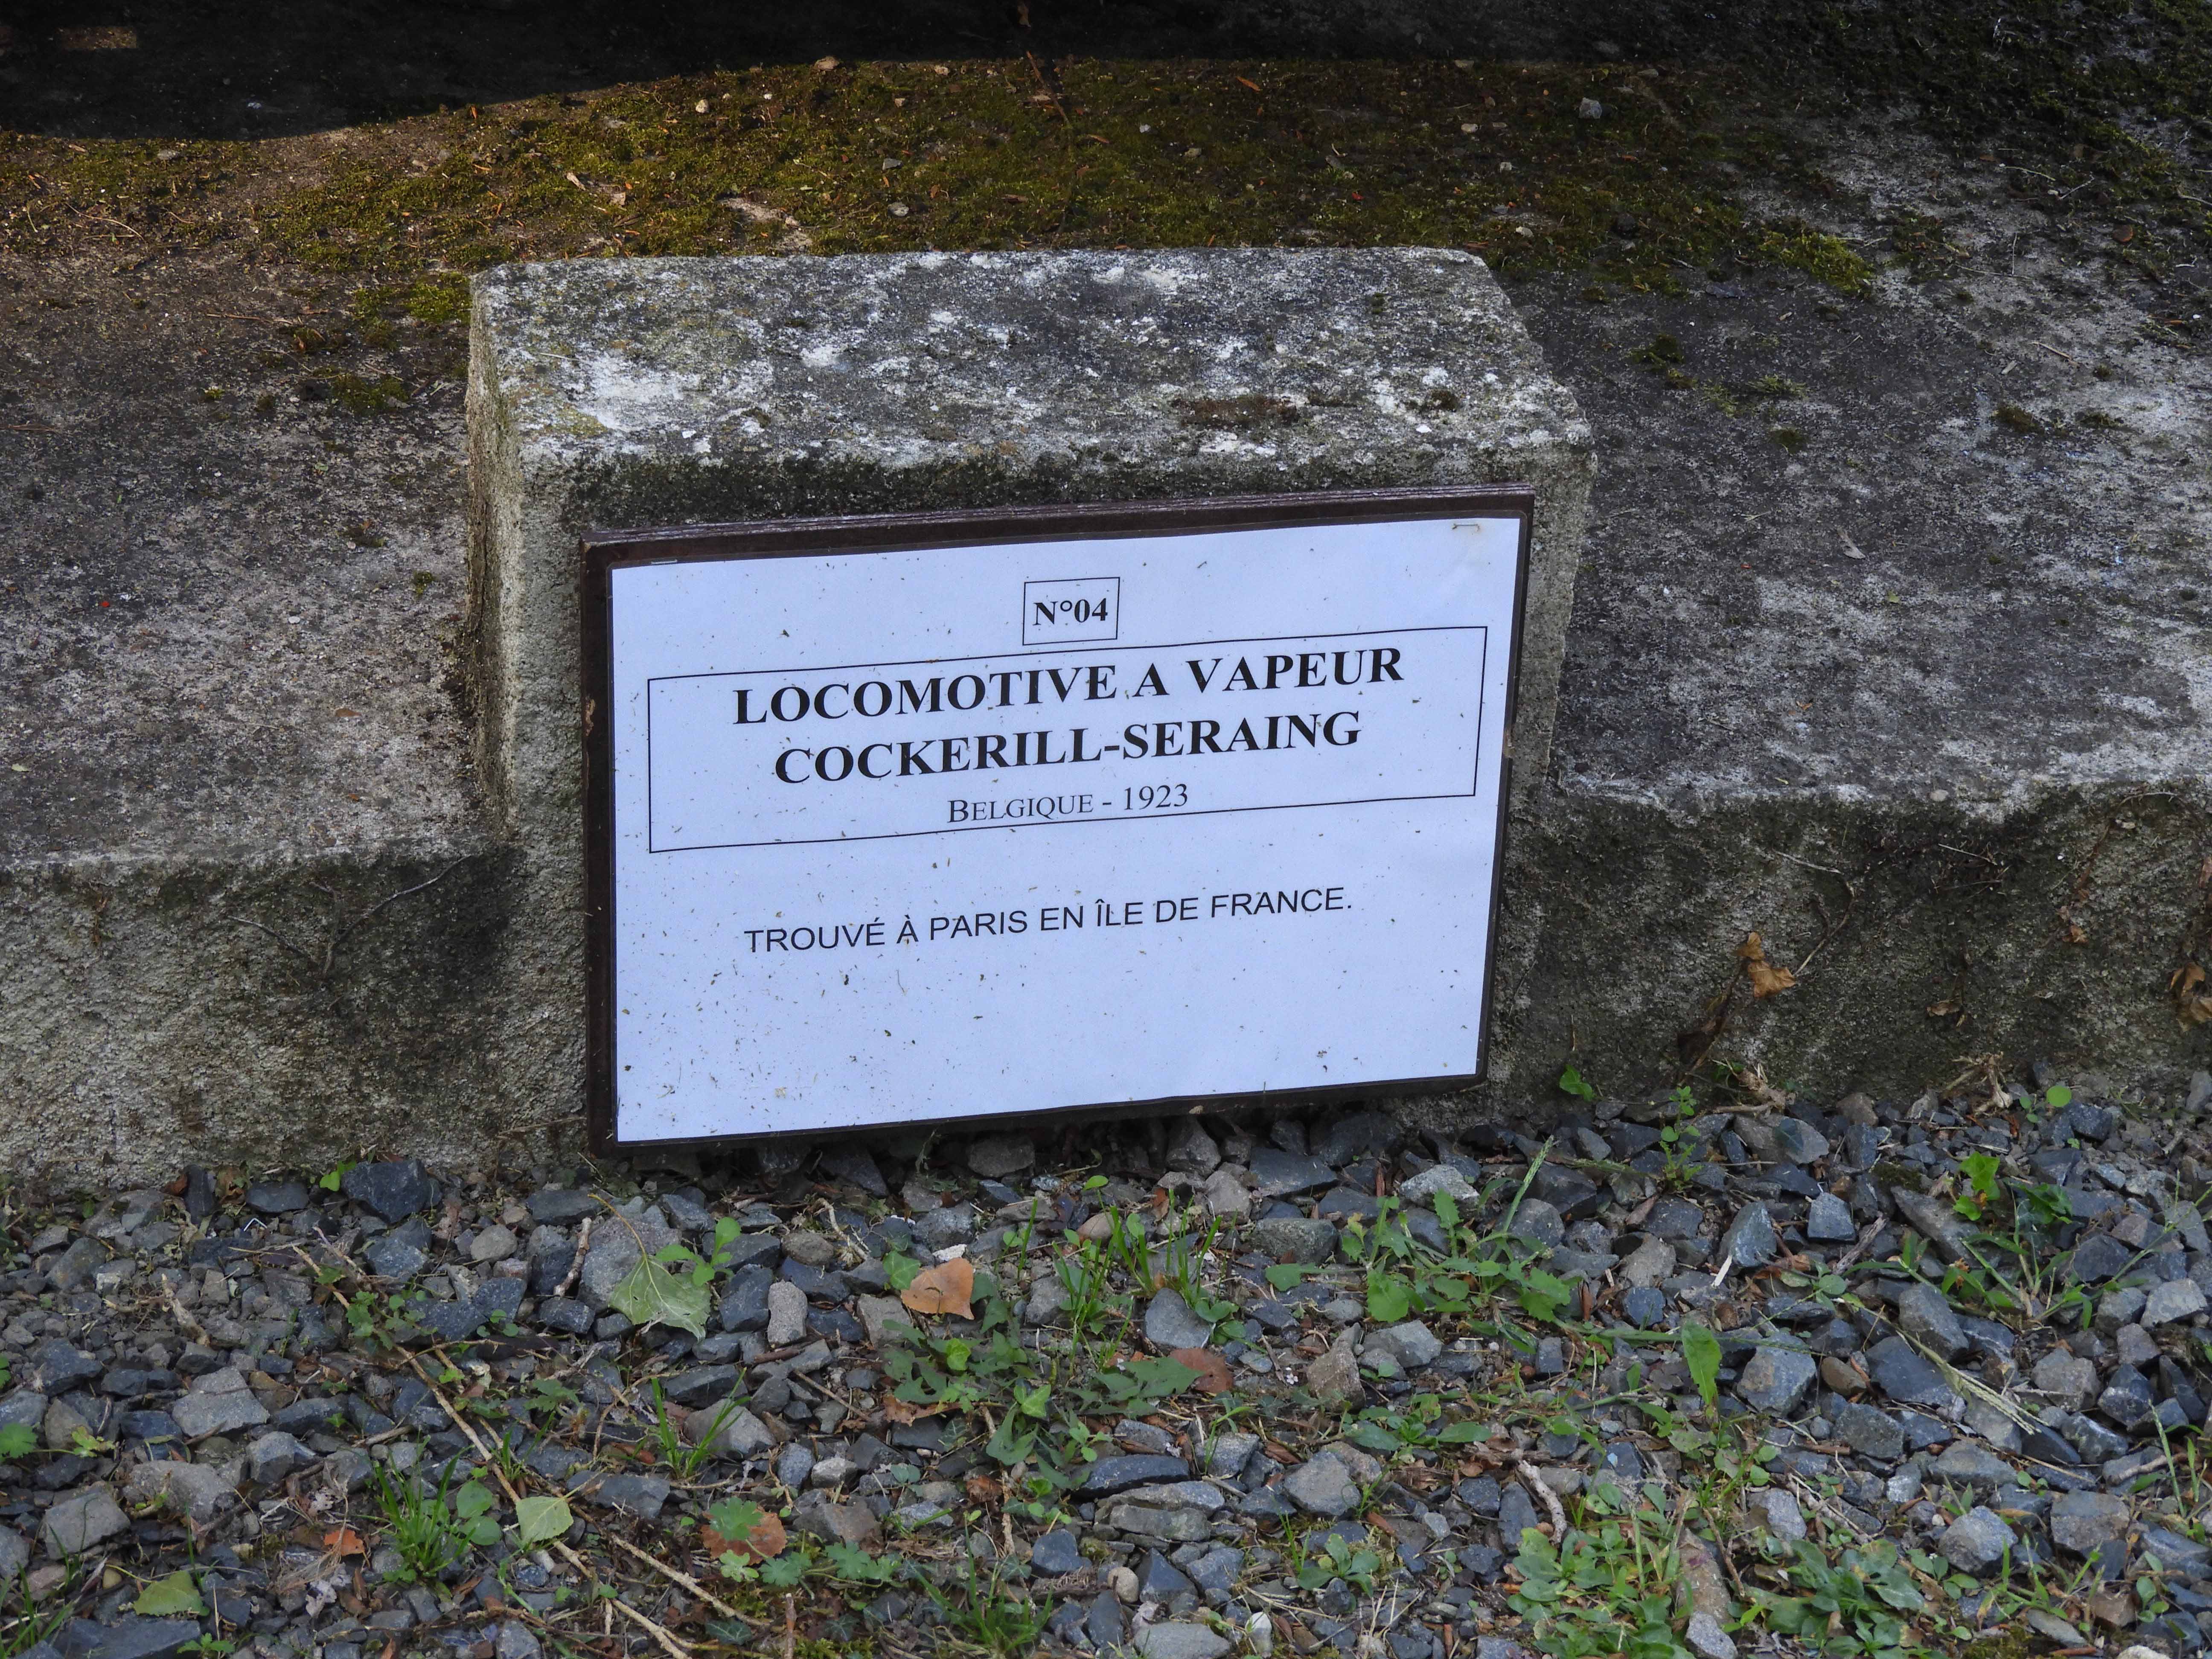 N°04
LOCOMOTIVE A VAPEUR
COCKERILL-SERAING
BELGIQUE - 1923
TROUVÉ À PARIS EN ÎLE DE FRANCE.